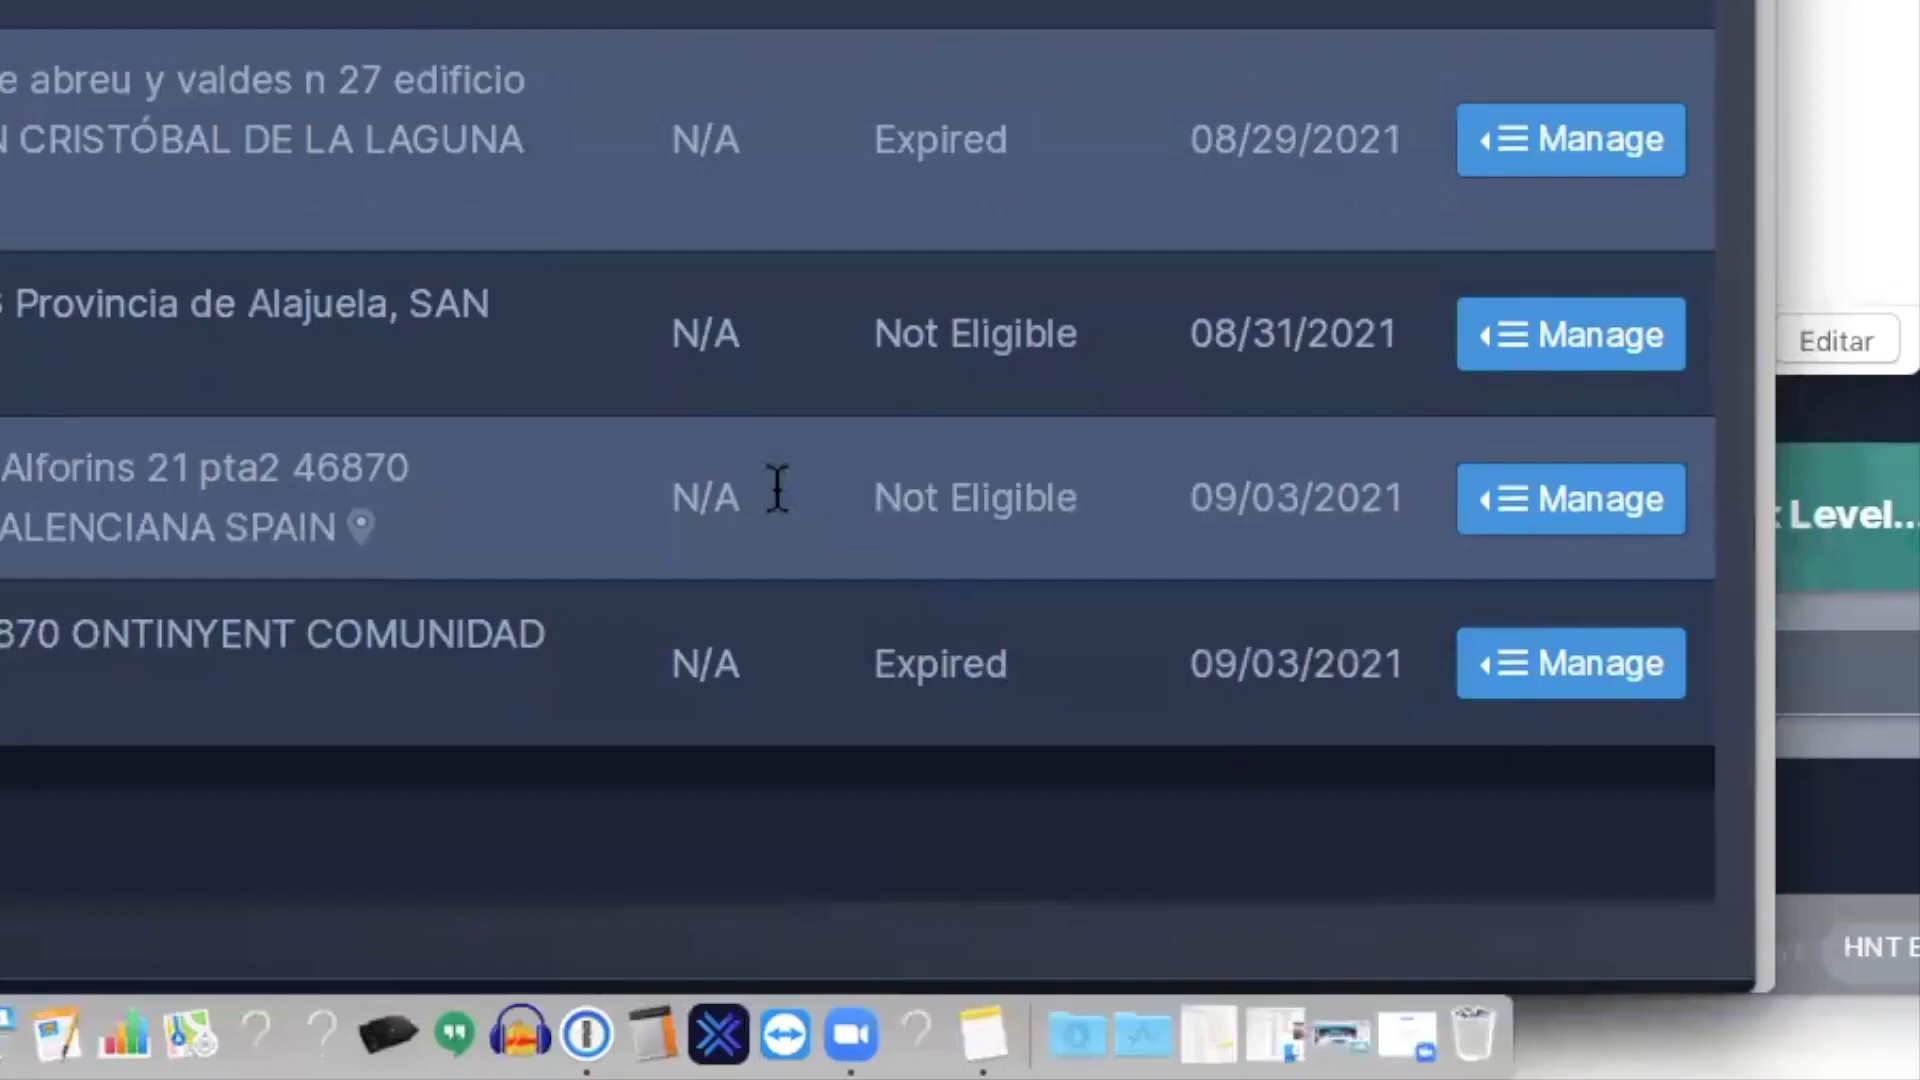 e abreu y valdes n 27 edificio
N CRISTÓBAL DE LA LAGUNA
N/A
Expired
08/29/2021
Manage
Provincia de Alajuela, SAN
N/A
Not Eligible
08/31/2021
Manage
Editar
Alforins 21 pta2 46870
ALENCIANA SPAIN
N/A
Not Eligible
09/03/2021
Manage
Level...
870 ONTINYENT COMUNIDAD
N/A
Expired
09/03/2021
Manage
HNT E